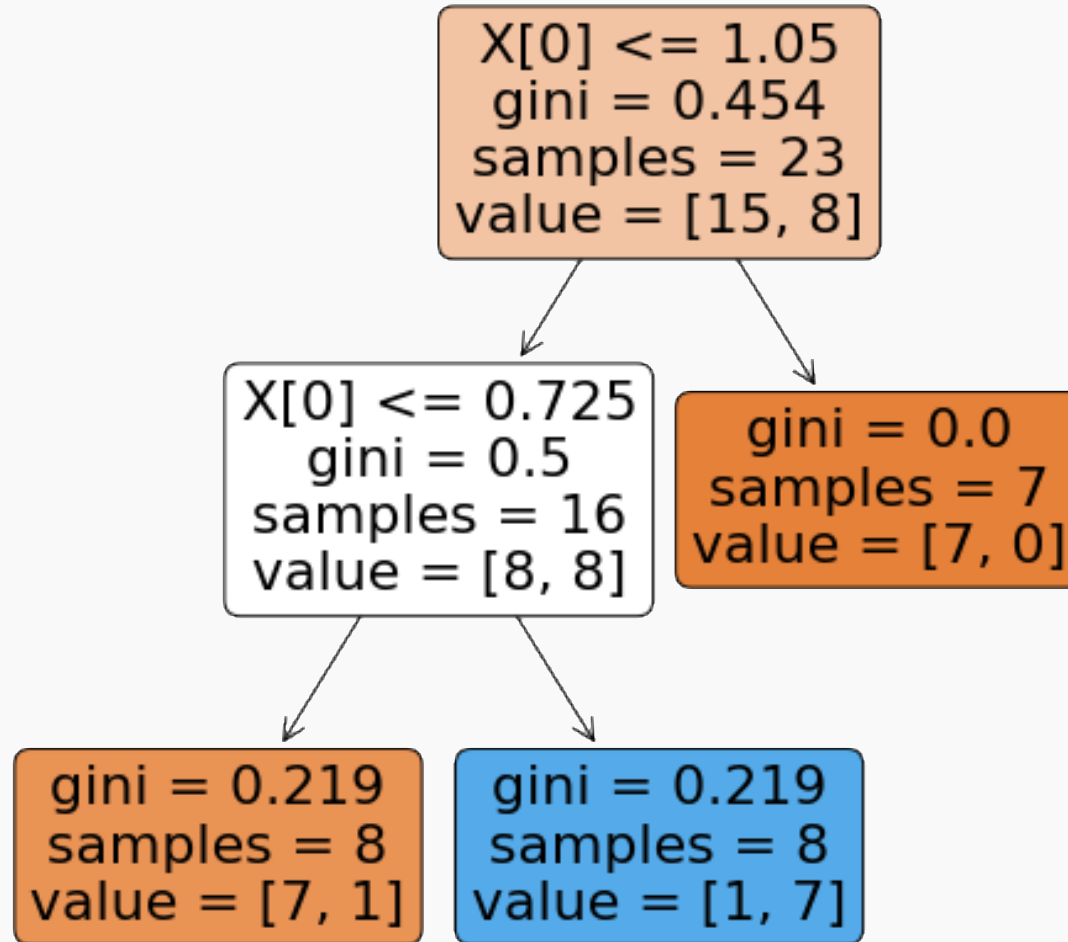 X[0] <= 1.05
gini = 0.454
samples = 23
value = [15, 8]
X[0] <= 0.725
gini = 0.5
samples = 16
value = [8, 8]
gini = 0.0
samples = 7
value = [7, 0]
gini = 0.219
samples = 8
value = [7, 1]
gini = 0.219
samples = 8
value = [1, 7]